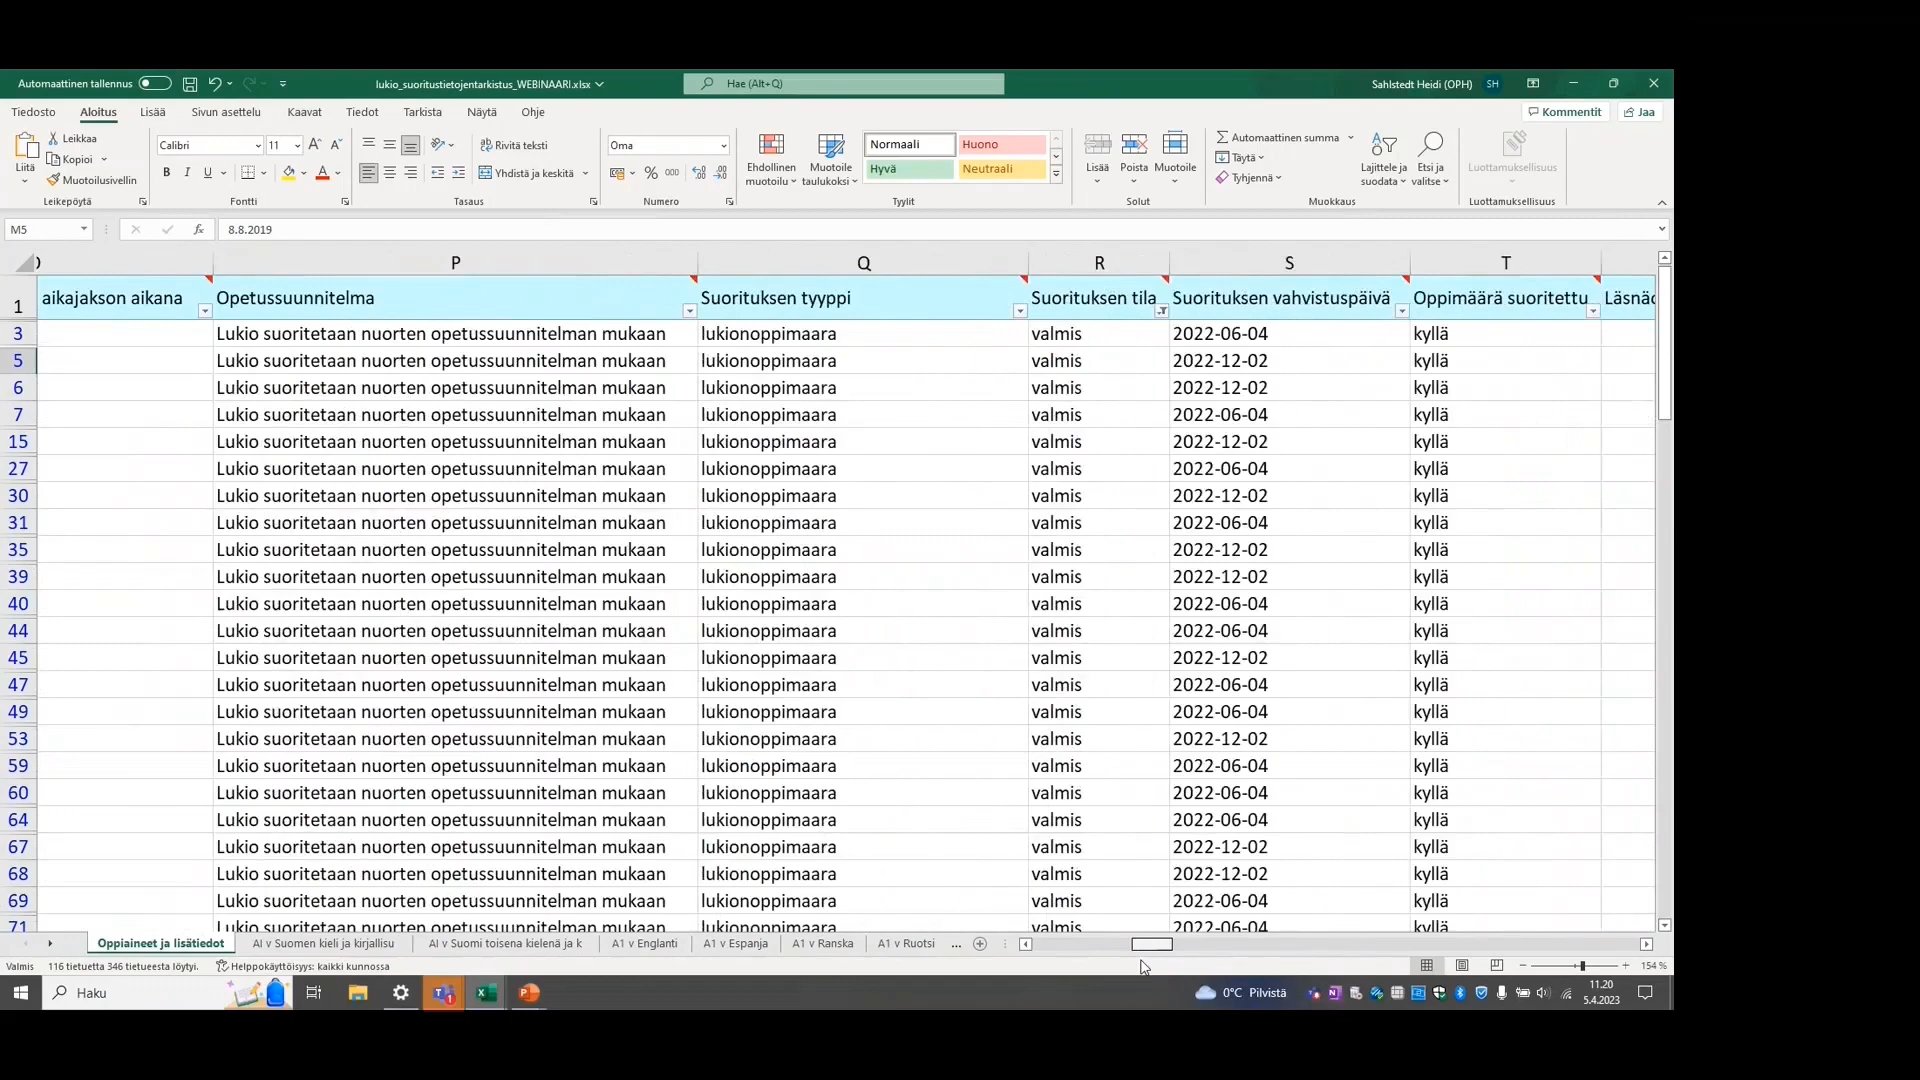 Automaattinen tallennus
lukio_suoritustietojentarkistus_WEBINAARI.xlsx
Hae (Alt+Q)
Sahlstedt Heidi (OPH) SH
Tiedosto Aloitus Lisää Sivun asettelu Kaavat Tiedot Tarkista Näytä Ohje Kommentit Jaa
Liitä
Leikkaa
Kopioi
Muotoilusivellin
Leikepöytä
Calibri 11
B I U
Fontti
Rivitä teksti
Yhdistä ja keskitä
Tasaus
Oma
% 000
Numero
Ehdollinen muotoilu
Muotoile taulukoksi
Normaali Huono
Hyvä Neutraali
Tyylit
Lisää Poista Muotoile
Solut
Automaattinen summa
Täytä
Tyhjennä
Lajittele ja suodata
Etsi ja valitse
Muokkaus
Luottamuksellisuus
Luottamuksellisuus
M5 fx 8.8.2019
P Q R S T
1 aikajakson aikana Opetussuunnitelma Suorituksen tyyppi Suorituksen tila Suorituksen vahvistuspäivä Oppimäärä suoritettu
3 Lukio suoritetaan nuorten opetussuunnitelman mukaan lukionoppimaara valmis 2022-06-04 kyllä
5 Lukio suoritetaan nuorten opetussuunnitelman mukaan lukionoppimaara valmis 2022-12-02 kyllä
6 Lukio suoritetaan nuorten opetussuunnitelman mukaan lukionoppimaara valmis 2022-12-02 kyllä
7 Lukio suoritetaan nuorten opetussuunnitelman mukaan lukionoppimaara valmis 2022-06-04 kyllä
15 Lukio suoritetaan nuorten opetussuunnitelman mukaan lukionoppimaara valmis 2022-12-02 kyllä
27 Lukio suoritetaan nuorten opetussuunnitelman mukaan lukionoppimaara valmis 2022-06-04 kyllä
30 Lukio suoritetaan nuorten opetussuunnitelman mukaan lukionoppimaara valmis 2022-12-02 kyllä
31 Lukio suoritetaan nuorten opetussuunnitelman mukaan lukionoppimaara valmis 2022-06-04 kyllä
35 Lukio suoritetaan nuorten opetussuunnitelman mukaan lukionoppimaara valmis 2022-12-02 kyllä
39 Lukio suoritetaan nuorten opetussuunnitelman mukaan lukionoppimaara valmis 2022-12-02 kyllä
40 Lukio suoritetaan nuorten opetussuunnitelman mukaan lukionoppimaara valmis 2022-06-04 kyllä
44 Lukio suoritetaan nuorten opetussuunnitelman mukaan lukionoppimaara valmis 2022-06-04 kyllä
45 Lukio suoritetaan nuorten opetussuunnitelman mukaan lukionoppimaara valmis 2022-12-02 kyllä
47 Lukio suoritetaan nuorten opetussuunnitelman mukaan lukionoppimaara valmis 2022-06-04 kyllä
49 Lukio suoritetaan nuorten opetussuunnitelman mukaan lukionoppimaara valmis 2022-06-04 kyllä
53 Lukio suoritetaan nuorten opetussuunnitelman mukaan lukionoppimaara valmis 2022-12-02 kyllä
59 Lukio suoritetaan nuorten opetussuunnitelman mukaan lukionoppimaara valmis 2022-06-04 kyllä
60 Lukio suoritetaan nuorten opetussuunnitelman mukaan lukionoppimaara valmis 2022-06-04 kyllä
64 Lukio suoritetaan nuorten opetussuunnitelman mukaan lukionoppimaara valmis 2022-06-04 kyllä
67 Lukio suoritetaan nuorten opetussuunnitelman mukaan lukionoppimaara valmis 2022-12-02 kyllä
68 Lukio suoritetaan nuorten opetussuunnitelman mukaan lukionoppimaara valmis 2022-12-02 kyllä
69 Lukio suoritetaan nuorten opetussuunnitelman mukaan lukionoppimaara valmis 2022-06-04 kyllä
71 Lukio suoritetaan nuorten opetussuunnitelman mukaan lukionoppimaara valmis 2022-06-04 kyllä
Oppiaineet ja lisätiedot AI v Suomen kieli ja kirjallisu AI v Suomi toisena kielenä ja k A1 v Englanti A1 v Espanja A1 v Ranska A1 v Ruotsi ...
Valmis 116 tietuetta 346 tietueesta löytyi. Helppokäyttöisyys: kaikki kunnossa 154 %
Haku
0°C Pilvistä
11.20
5.4.2023